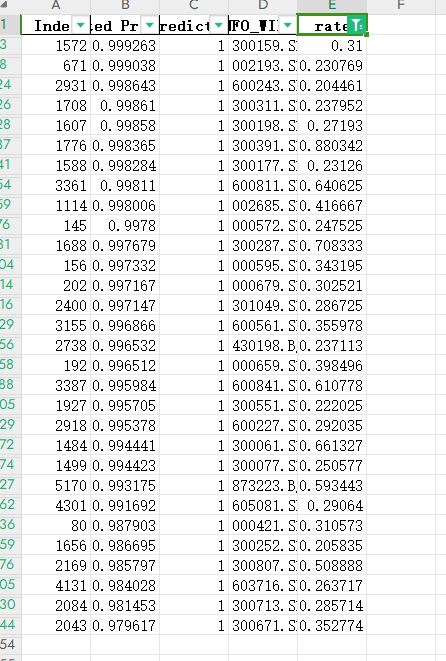 A B C D E F
1 Inde ed Pr redict FO_WI rate
3 1572 0.999263 1 300159.S 0.31
8 671 0.999038 1 002193.S 0.230769
24 2931 0.998643 1 600243.S 0.204461
26 1708 0.99861 1 300311.S 0.237952
28 1607 0.99858 1 300198.S 0.27193
37 1776 0.998365 1 300391.S 0.880342
41 1588 0.998284 1 300177.S 0.23126
54 3361 0.99811 1 600811.S 0.640625
59 1114 0.998006 1 002685.S 0.416667
76 145 0.9978 1 000572.S 0.247525
81 1688 0.997679 1 300287.S 0.708333
04 156 0.997332 1 000595.S 0.343195
14 202 0.997167 1 000679.S 0.302521
16 2400 0.997147 1 301049.S 0.286725
29 3155 0.996866 1 600561.S 0.355978
56 2738 0.996532 1 430198.B 0.237113
58 192 0.996512 1 000659.S 0.398496
88 3387 0.995984 1 600841.S 0.610778
05 1927 0.995705 1 300551.S 0.222025
29 2918 0.995378 1 600227.S 0.292035
72 1484 0.994441 1 300061.S 0.661327
74 1499 0.994423 1 300077.S 0.250577
27 5170 0.993175 1 873223.B 0.593443
62 4301 0.991692 1 605081.S 0.29064
36 80 0.987903 1 000421.S 0.310573
59 1656 0.986695 1 300252.S 0.205835
76 2169 0.985797 1 300807.S 0.508888
05 4131 0.984028 1 603716.S 0.263717
30 2084 0.981453 1 300713.S 0.285714
44 2043 0.979617 1 300671.S 0.352774
54